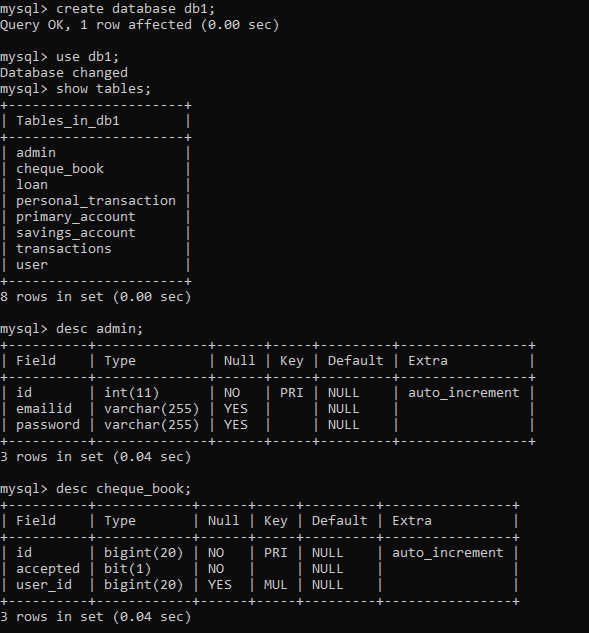 mysql> create database db1;
Query OK, 1 row affected (0.00 sec)

mysql> use db1;
Database changed
mysql> show tables;
+----------------------+
| Tables_in_db1        |
+----------------------+
| admin                |
| cheque_book          |
| loan                 |
| personal_transaction |
| primary_account      |
| savings_account      |
| transactions         |
| user                 |
+----------------------+
8 rows in set (0.00 sec)

mysql> desc admin;
+----------+--------------+------+-----+---------+----------------+
| Field    | Type         | Null | Key | Default | Extra          |
+----------+--------------+------+-----+---------+----------------+
| id       | int(11)      | NO   | PRI | NULL    | auto_increment |
| emailid  | varchar(255) | YES  |     | NULL    |                |
| password | varchar(255) | YES  |     | NULL    |                |
+----------+--------------+------+-----+---------+----------------+
3 rows in set (0.04 sec)

mysql> desc cheque_book;
+----------+------------+------+-----+---------+----------------+
| Field    | Type       | Null | Key | Default | Extra          |
+----------+------------+------+-----+---------+----------------+
| id       | bigint(20) | NO   | PRI | NULL    | auto_increment |
| accepted | bit(1)     | NO   |     | NULL    |                |
| user_id  | bigint(20) | YES  | MUL | NULL    |                |
+----------+------------+------+-----+---------+----------------+
3 rows in set (0.04 sec)